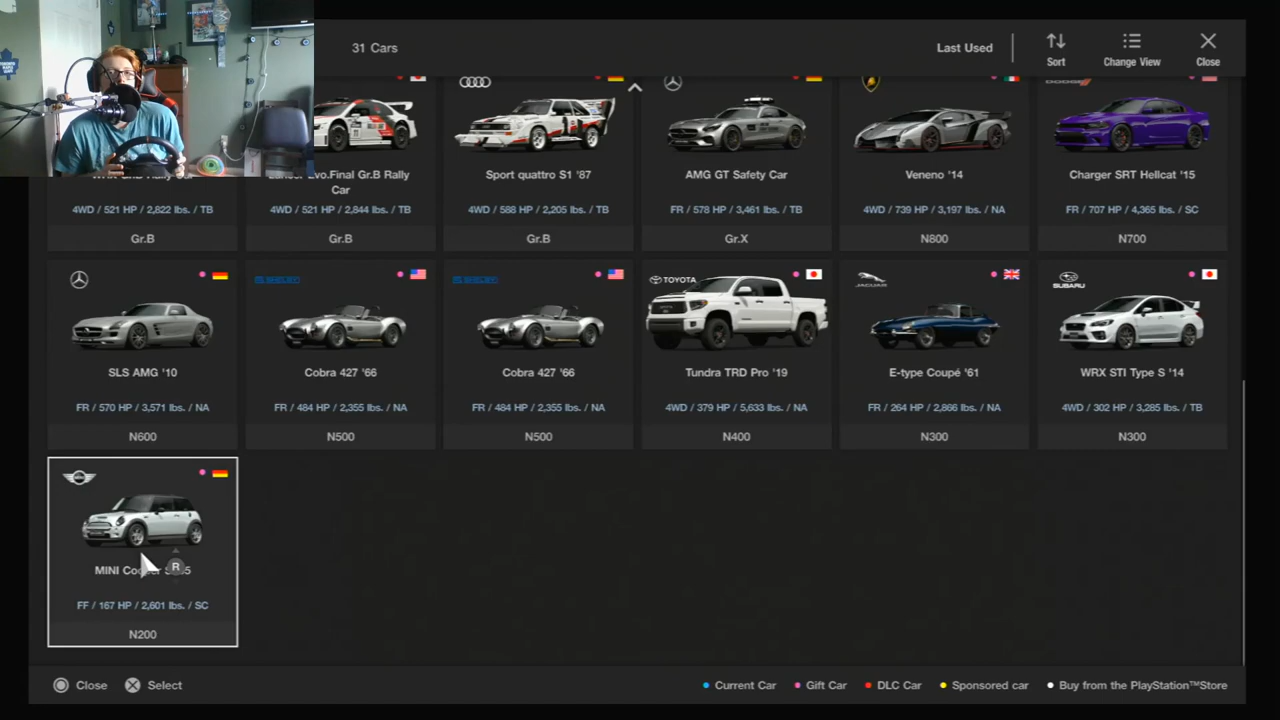 31 Cars
Last Used
Sort
Change View
Close
Lancer Evo.Final Gr.B Rally
Car
Sport quattro S1 '87
AMG GT Safety Car
Veneno '14
Charger SRT Hellcat '15
4WD / 521 HP / 2,822 lbs. / TB
4WD / 521 HP / 2,844 lbs. / TB
4WD / 588 HP / 2,205 lbs. / TB
FR / 578 HP / 3,461 lbs. / TB
4WD / 739 HP / 3,197 lbs. / NA
FR / 707 HP / 4,365 lbs. / SC
Gr.B
Gr.B
Gr.B
Gr.X
N800
N700
TOYOTA
JAGUAR
SUBARU
SLS AMG '10
Cobra 427 '66
Cobra 427 '66
Tundra TRD Pro '19
E-type Coupé '61
WRX STI Type S '14
FR / 570 HP / 3,571 lbs. / NA
FR / 484 HP / 2,355 lbs. / NA
FR / 484 HP / 2,355 lbs. / NA
4WD / 379 HP / 5,633 lbs. / NA
FR / 264 HP / 2,866 lbs. / NA
4WD / 302 HP / 3,285 lbs. / TB
N600
N500
N500
N400
N300
N300
MINI
R
FF / 167 HP / 2,601 lbs. / SC
N200
Close
Select
Current Car
Gift Car
DLC Car
Sponsored car
Buy from the PlayStation™Store